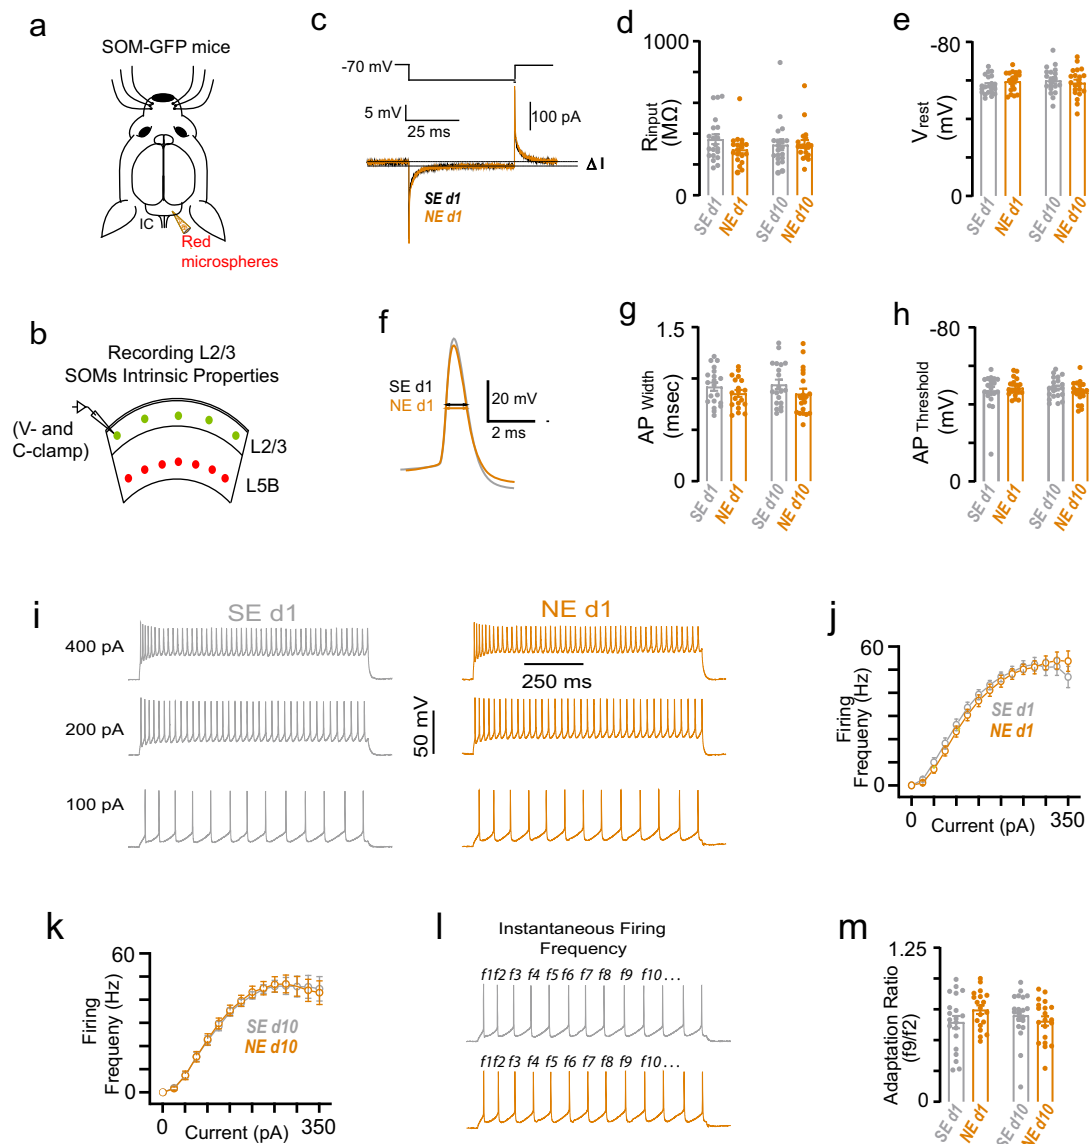 a
SOM-GFP mice
IC
Red
microspheres
b
Recording L2/3
SOMs Intrinsic Properties
(V- and
C-clamp)
L2/3
L5B
c
-70 mV
5 mV
25 ms
100 pA
Δ I
SE d1
NE d1
d
1000
Rinput
(MΩ)
0
SE d1
NE d1
SE d10
NE d10
e
-80
Vrest
(mV)
0
SE d1
NE d1
SE d10
NE d10
f
SE d1
NE d1
20 mV
2 ms
g
1.5
AP Width
(msec)
0
SE d1
NE d1
SE d10
NE d10
h
-80
AP Threshold
(mV)
0
SE d1
NE d1
SE d10
NE d10
i
SE d1
NE d1
400 pA
250 ms
200 pA
50 mV
100 pA
j
60
Firing
Frequency (Hz)
0
SE d1
NE d1
0
350
Current (pA)
k
60
Firing
Frequeny (Hz)
0
SE d10
NE d10
0
350
Current (pA)
l
Instantaneous Firing
Frequency
f1 f2 f3 f4 f5 f6 f7 f8 f9 f10 ...
f1 f2 f3 f4 f5 f6 f7 f8 f9 f10 ...
m
1.25
Adaptation Ratio
(f9/f2)
0
SE d1
NE d1
SE d10
NE d10